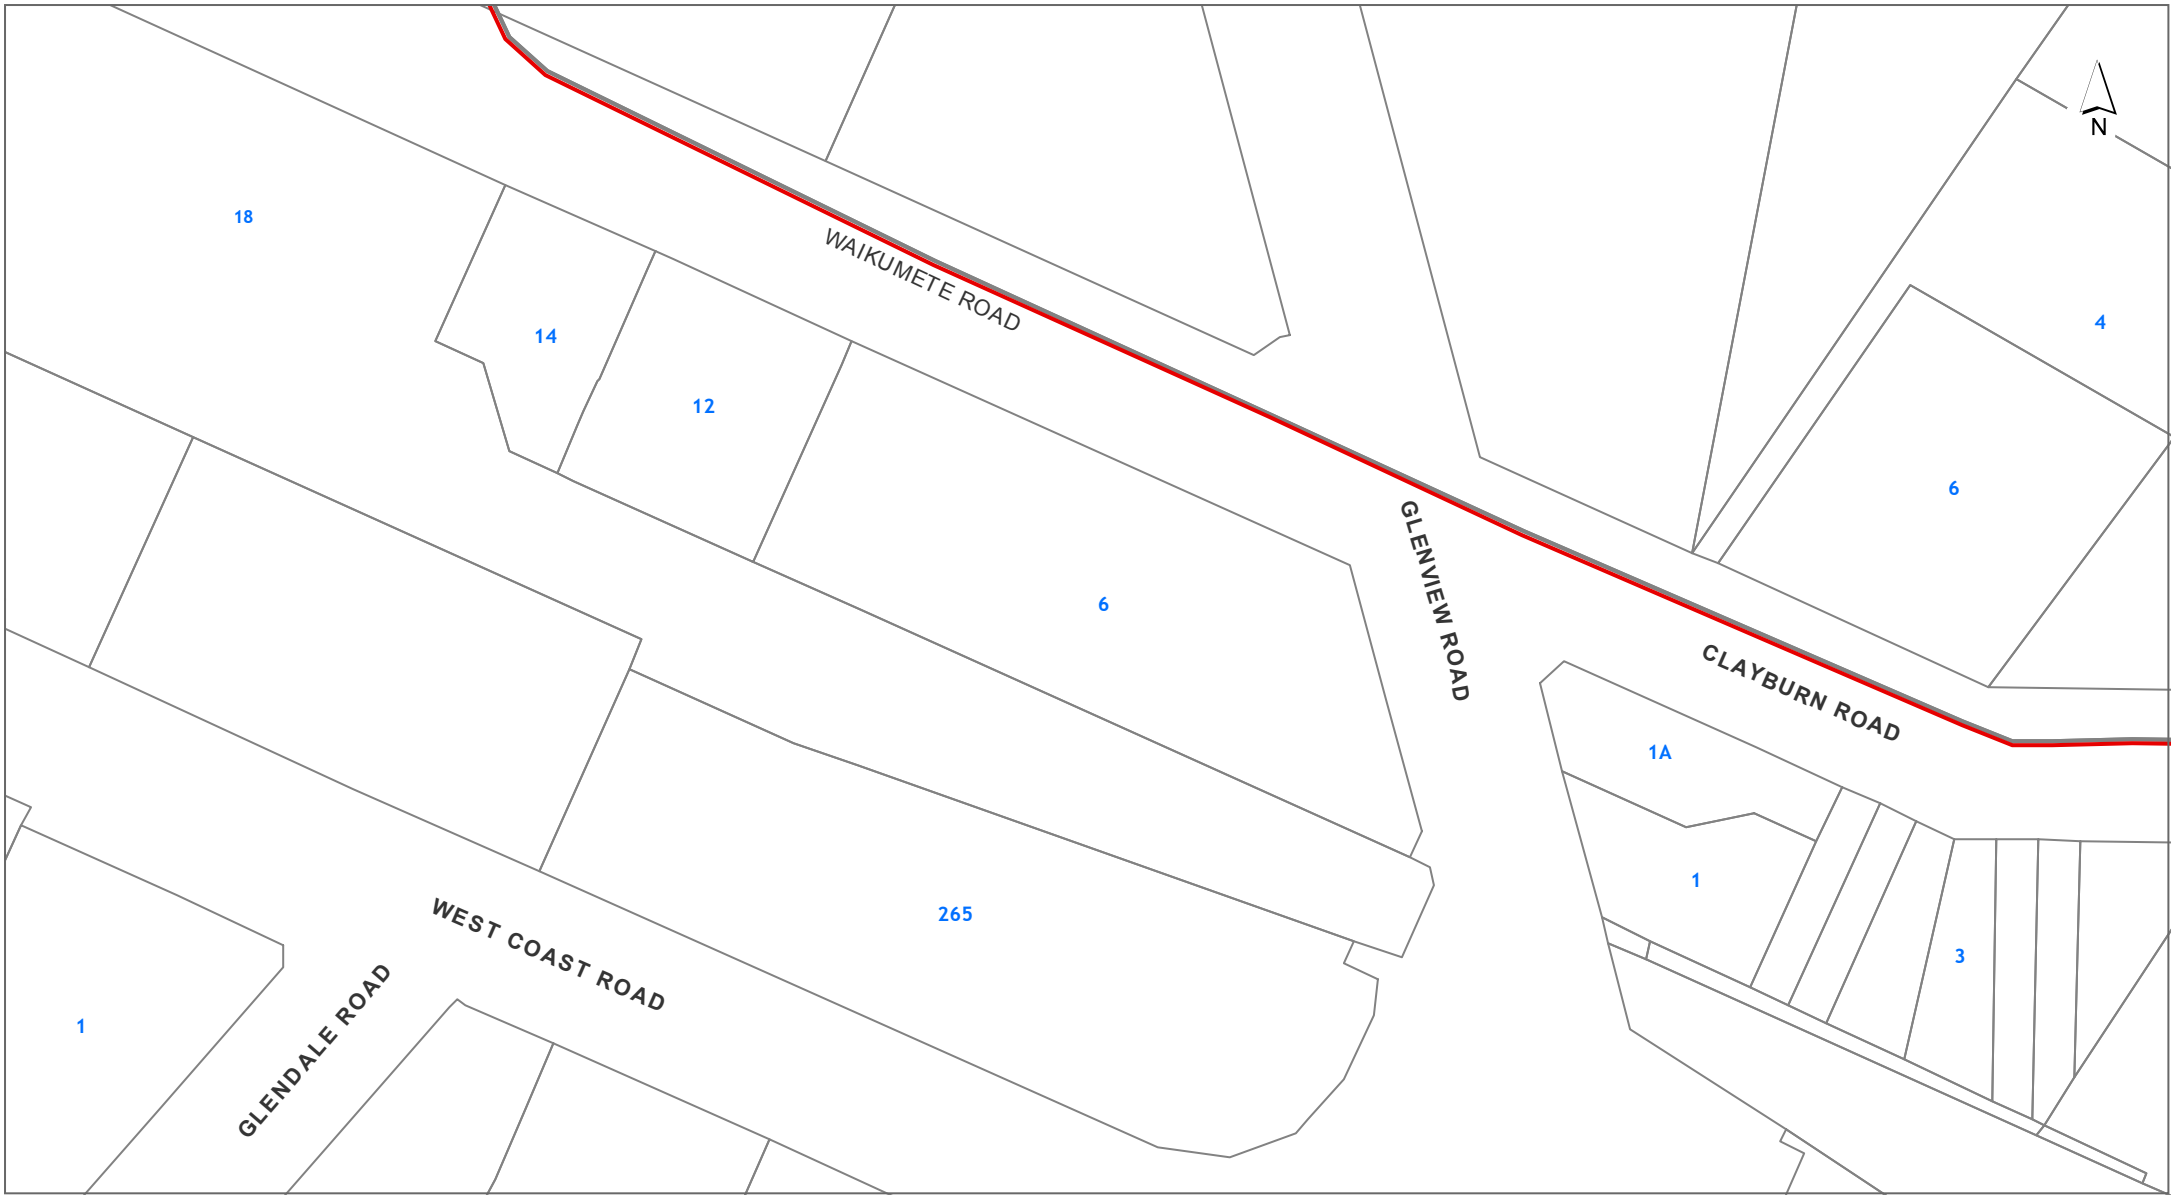 N
18
WAIKUMETE ROAD
4
14
12
6
GLENVIEW ROAD
6
CLAYBURN ROAD
1A
1
265
3
WEST COAST ROAD
GLENDALE ROAD
1